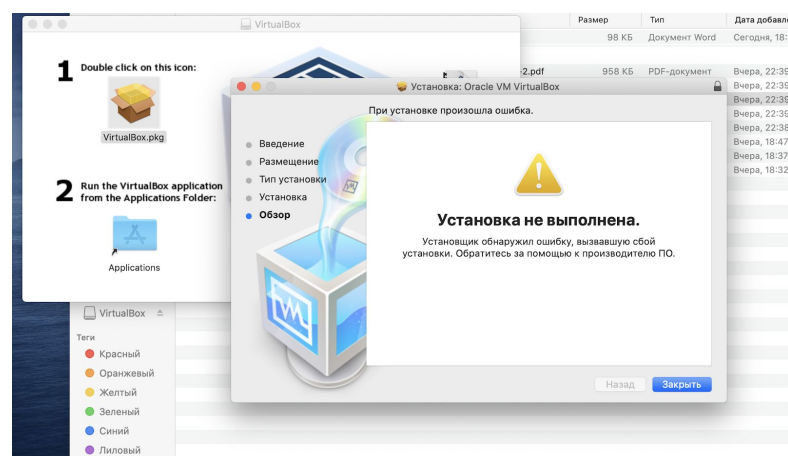 VirtualBox
Размер
Тип
Дата добавле
98 КБ
Документ Word
Сегодня, 18:
1
Double click on this icon:
VirtualBox.pkg
2
Run the VirtualBox application
from the Applications Folder:
Applications
-2.pdf
958 КБ
PDF-документ
Вчера, 22:39
Вчера, 22:39
Вчера, 22:39
Вчера, 22:39
Вчера, 22:38
Вчера, 18:47
Вчера, 18:37
Вчера, 18:32
Установка: Oracle VM VirtualBox
При установке произошла ошибка.
Введение
Размещение
Тип установки
Установка
Обзор
Установка не выполнена.
Установщик обнаружил ошибку, вызвавшую сбой
установки. Обратитесь за помощью к производителю ПО.
Назад
Закрыть
VirtualBox
Теги
Красный
Оранжевый
Желтый
Зеленый
Синий
Лиловый